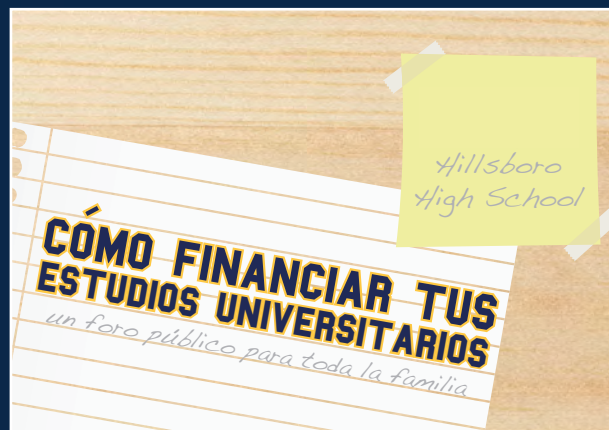 Hillsboro
High School
CÓMO FINANCIAR TUS
ESTUDIOS UNIVERSITARIOS
un foro público para toda la familia